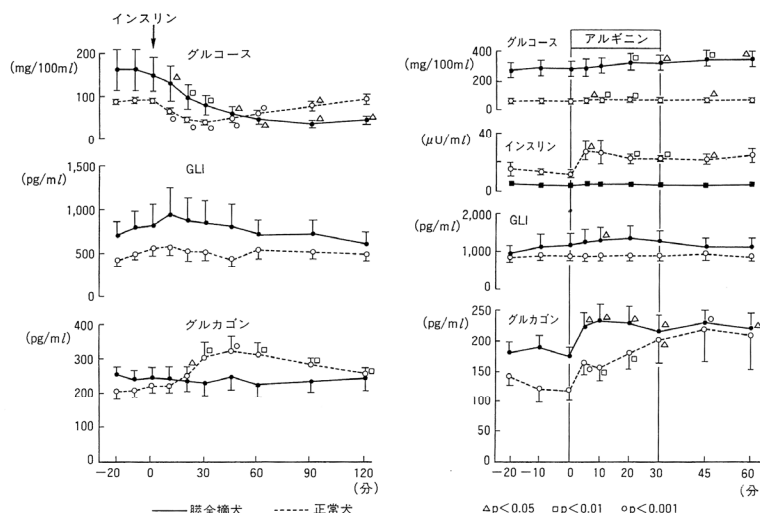 インスリン
グルコース
(mg/100ml)
200
100
0
GLI
(pg/ml)
1,500
1,000
500
0
グルカゴン
(pg/ml)
400
300
200
100
0
-20 0 30 60 90 120
(分)
アルギニン
グルコース
(mg/100ml)
400
300
200
100
0
インスリン
(μU/ml)
40
20
0
GLI
(pg/ml)
2,000
1,000
0
グルカゴン
(pg/ml)
250
200
150
100
50
0
-20 -10 0 10 20 30 45 60
(分)
膵全摘犬 正常犬 △p<0.05 □p<0.01 ○p<0.001